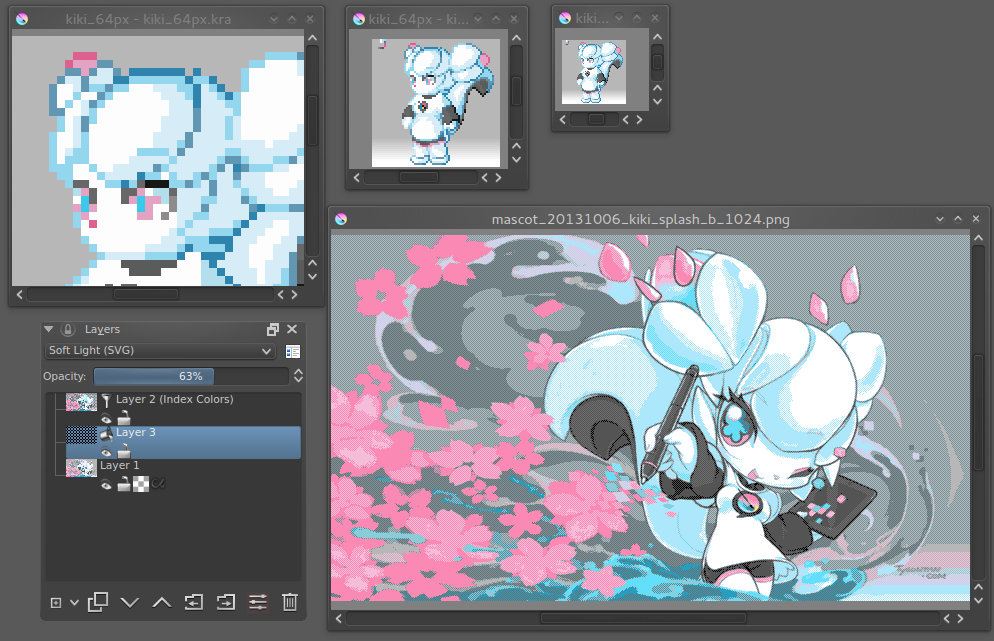 kiki_64px - kiki_64px.kra
kiki_64px - ki...
kiki...
mascot_20131006_kiki_splash_b_1024.png
Layers
Soft Light (SVG)
Opacity:
63%
Layer 2 (Index Colors)
Layer 3
Layer 1
α